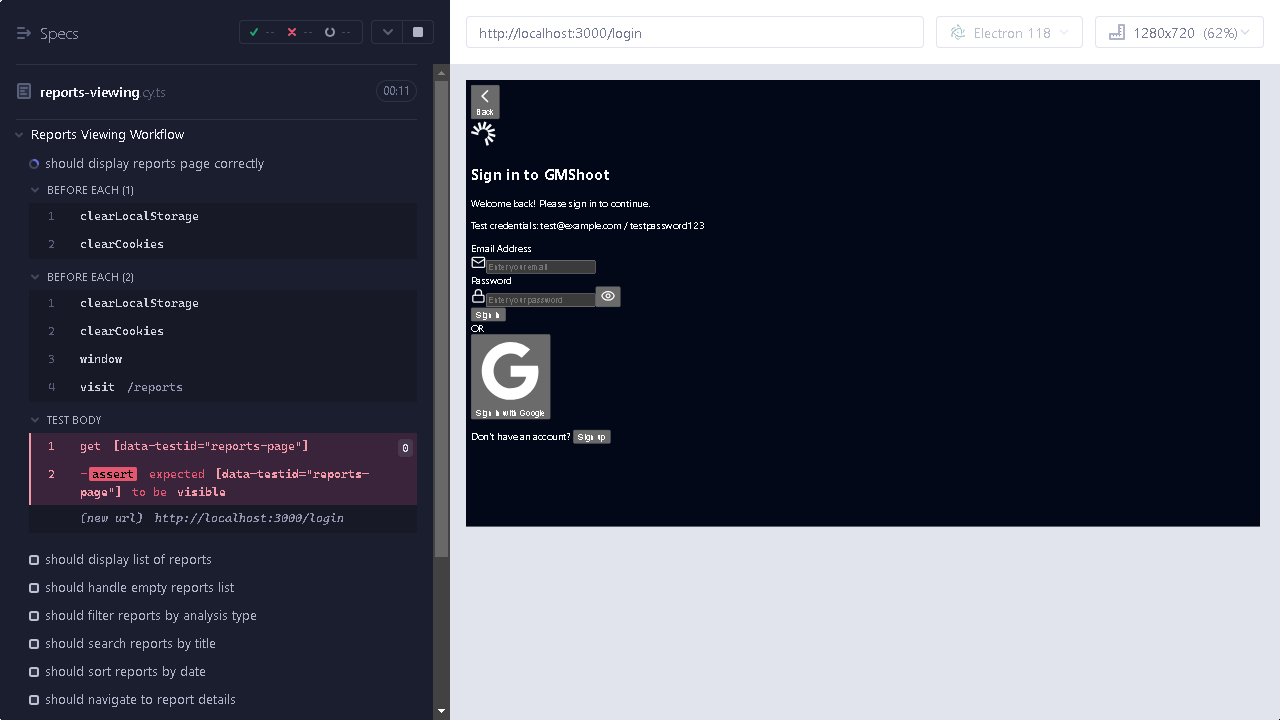 Specs
-- -- --
reports-viewing.cy.ts
00:11
Reports Viewing Workflow
should display reports page correctly
BEFORE EACH (1)
1 clearLocalStorage
2 clearCookies
BEFORE EACH (2)
1 clearLocalStorage
2 clearCookies
3 window
4 visit /reports
TEST BODY
1 get [data-testid="reports-page"] 0
2 -assert expected [data-testid="reports-
page"] to be visible
(new url) http://localhost:3000/login
should display list of reports
should handle empty reports list
should filter reports by analysis type
should search reports by title
should sort reports by date
should navigate to report details
http://localhost:3000/login
Electron 118
1280x720 (62%)
Back
Sign in to GMShoot
Welcome back! Please sign in to continue.
Test credentials: test@example.com / testpassword123
Email Address
Enter your email
Password
Enter your password
Sign In
OR
G
Sign in with Google
Don't have an account? Sign up